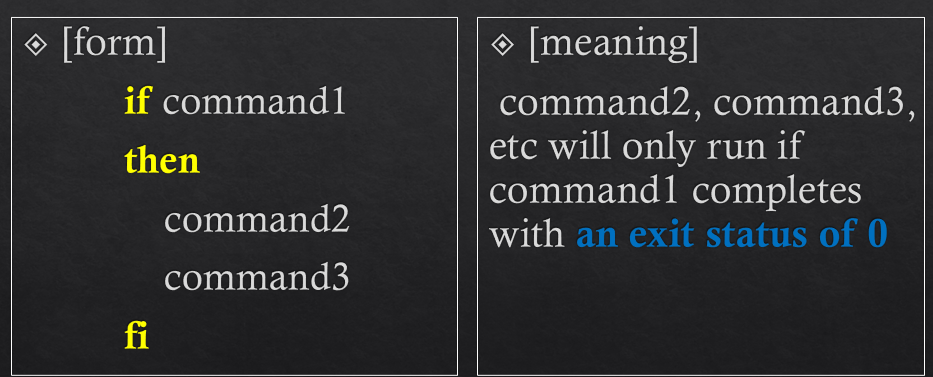 [form]
if command1
then
command2
command3
fi
[meaning]
command2, command3,
etc will only run if
command1 completes
with an exit status of 0